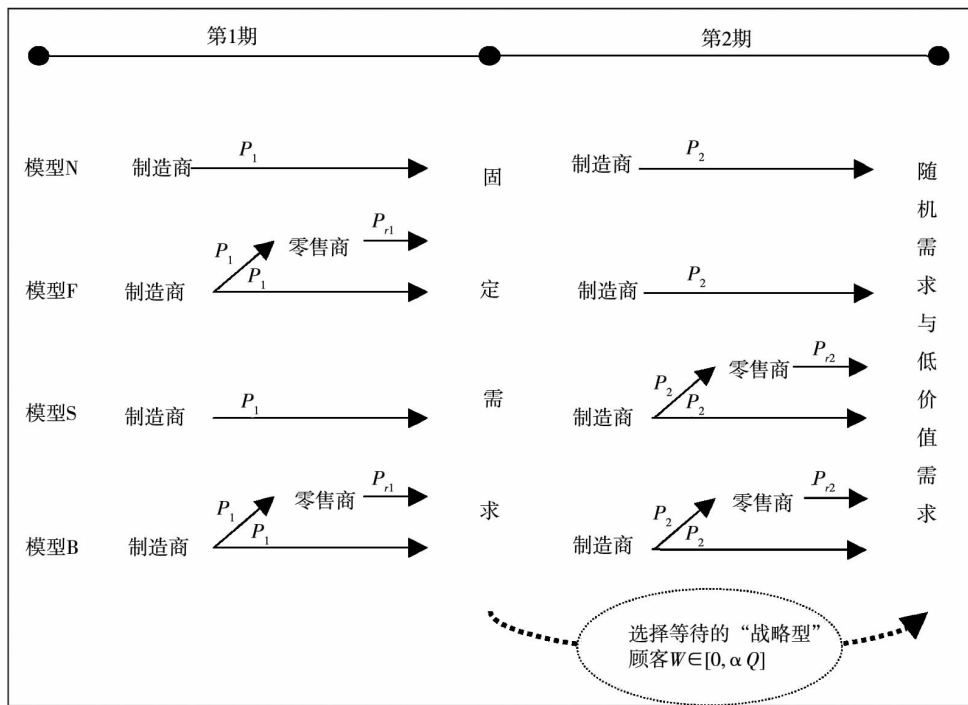 第1期
第2期
模型N
制造商
P1
制造商
P2
模型F
制造商
P1
P1
零售商
Pr1
制造商
P2
模型S
制造商
P1
制造商
P2
P2
零售商
Pr2
模型B
制造商
P1
P1
零售商
Pr1
制造商
P2
P2
零售商
Pr2
固定需求
随机需求与低价值需求
选择等待的“战略型”
顾客W∈[0,αQ]